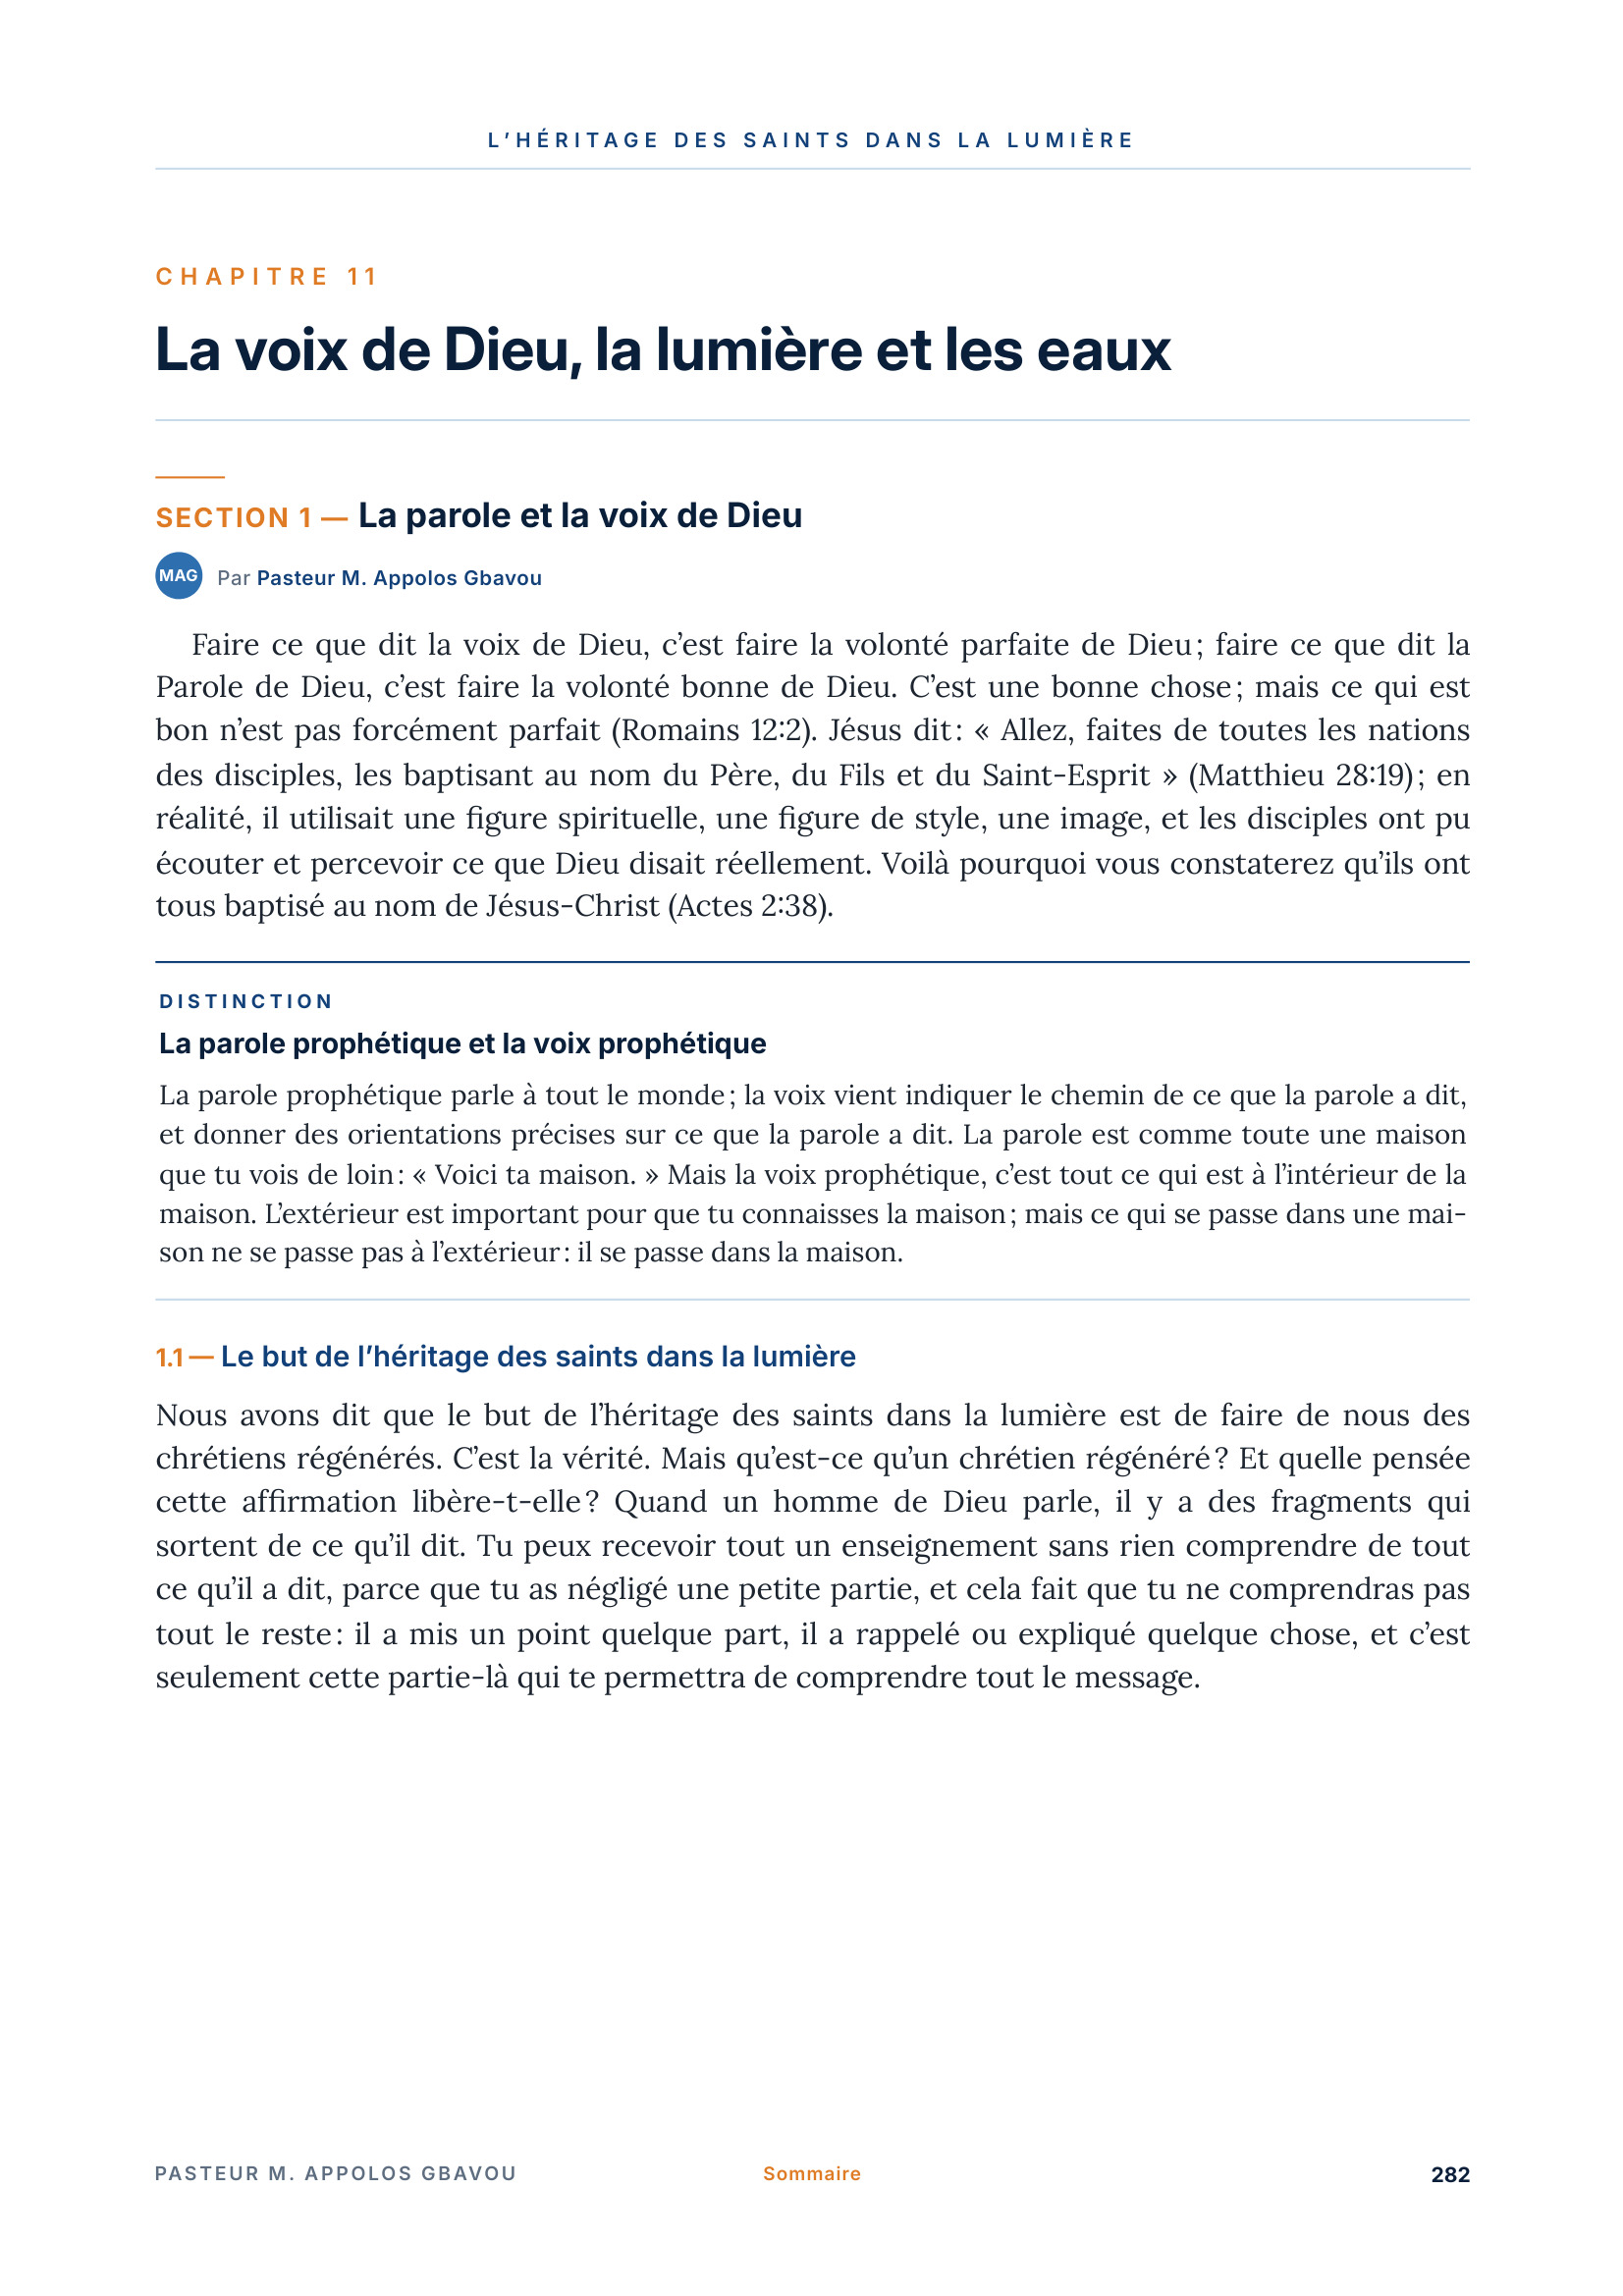 L’HÉRITAGE DES SAINTS DANS LA LUMIÈRE
CHAPITRE 11
La voix de Dieu, la lumière et les eaux
SECTION 1 — La parole et la voix de Dieu
MAG Par Pasteur M. Appolos Gbavou
Faire ce que dit la voix de Dieu, c’est faire la volonté parfaite de Dieu ; faire ce que dit la
Parole de Dieu, c’est faire la volonté bonne de Dieu. C’est une bonne chose ; mais ce qui est
bon n’est pas forcément parfait (Romains 12:2). Jésus dit : « Allez, faites de toutes les nations
des disciples, les baptisant au nom du Père, du Fils et du Saint-Esprit » (Matthieu 28:19) ; en
réalité, il utilisait une figure spirituelle, une figure de style, une image, et les disciples ont pu
écouter et percevoir ce que Dieu disait réellement. Voilà pourquoi vous constaterez qu’ils ont
tous baptisé au nom de Jésus-Christ (Actes 2:38).
DISTINCTION
La parole prophétique et la voix prophétique
La parole prophétique parle à tout le monde ; la voix vient indiquer le chemin de ce que la parole a dit,
et donner des orientations précises sur ce que la parole a dit. La parole est comme toute une maison
que tu vois de loin : « Voici ta maison. » Mais la voix prophétique, c’est tout ce qui est à l’intérieur de la
maison. L’extérieur est important pour que tu connaisses la maison ; mais ce qui se passe dans une mai-
son ne se passe pas à l’extérieur : il se passe dans la maison.
1.1 — Le but de l’héritage des saints dans la lumière
Nous avons dit que le but de l’héritage des saints dans la lumière est de faire de nous des
chrétiens régénérés. C’est la vérité. Mais qu’est-ce qu’un chrétien régénéré ? Et quelle pensée
cette affirmation libère-t-elle ? Quand un homme de Dieu parle, il y a des fragments qui
sortent de ce qu’il dit. Tu peux recevoir tout un enseignement sans rien comprendre de tout
ce qu’il a dit, parce que tu as négligé une petite partie, et cela fait que tu ne comprendras pas
tout le reste : il a mis un point quelque part, il a rappelé ou expliqué quelque chose, et c’est
seulement cette partie-là qui te permettra de comprendre tout le message.
PASTEUR M. APPOLOS GBAVOU Sommaire 282